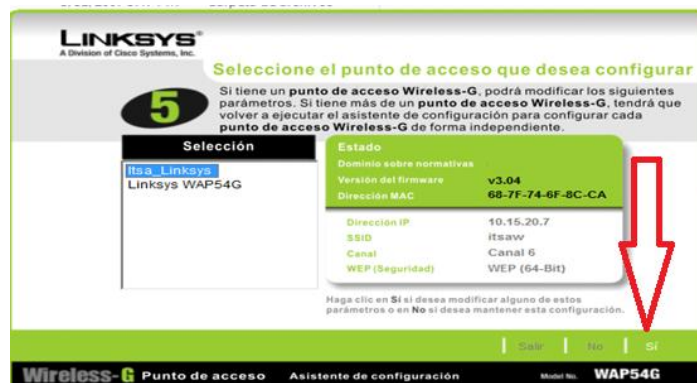 LINKSYS®
A Division of Cisco Systems, Inc.
Seleccione el punto de acceso que desea configurar
5
Si tiene un punto de acceso Wireless-G, podrá modificar los siguientes
parámetros. Si tiene más de un punto de acceso Wireless-G, tendrá que
volver a ejecutar el asistente de configuración para configurar cada
punto de acceso Wireless-G de forma independiente.
Selección
Itsa_Linksys
Linksys WAP54G
Estado
Dominio sobre normativas
Versión del firmware v3.04
Dirección MAC 68-7F-74-6F-8C-CA
Dirección IP 10.15.20.7
SSID itsaw
Canal Canal 6
WEP (Seguridad) WEP (64-Bit)
Haga clic en Sí si desea modificar alguno de estos
parámetros o en No si desea mantener esta configuración.
Salir No Sí
Wireless-G Punto de acceso Asistente de configuración Model No. WAP54G